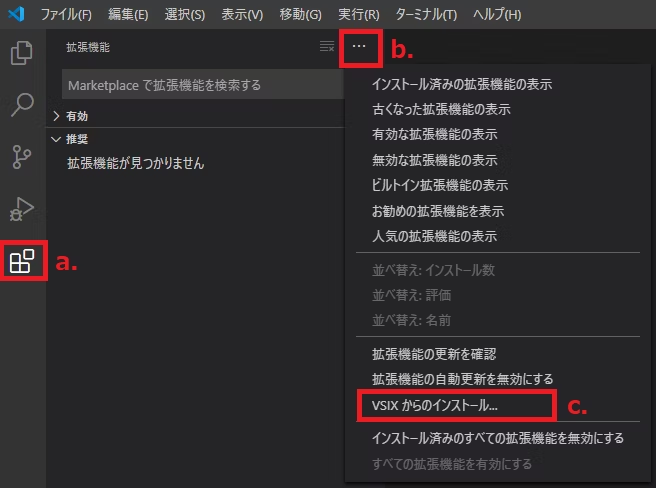 ファイル(F) 編集(E) 選択(S) 表示(V) 移動(G) 実行(R) ターミナル(T) ヘルプ(H)
拡張機能 ··· b.
Marketplace で拡張機能を検索する
有効
推奨
拡張機能が見つかりません
a.
インストール済みの拡張機能の表示
古くなった拡張機能の表示
有効な拡張機能の表示
無効な拡張機能の表示
ビルトイン拡張機能の表示
お勧めの拡張機能を表示
人気の拡張機能の表示
並べ替え: インストール数
並べ替え: 評価
並べ替え: 名前
拡張機能の更新を確認
拡張機能の自動更新を無効にする
VSIX からのインストール... c.
インストール済みのすべての拡張機能を無効にする
すべての拡張機能を有効にする